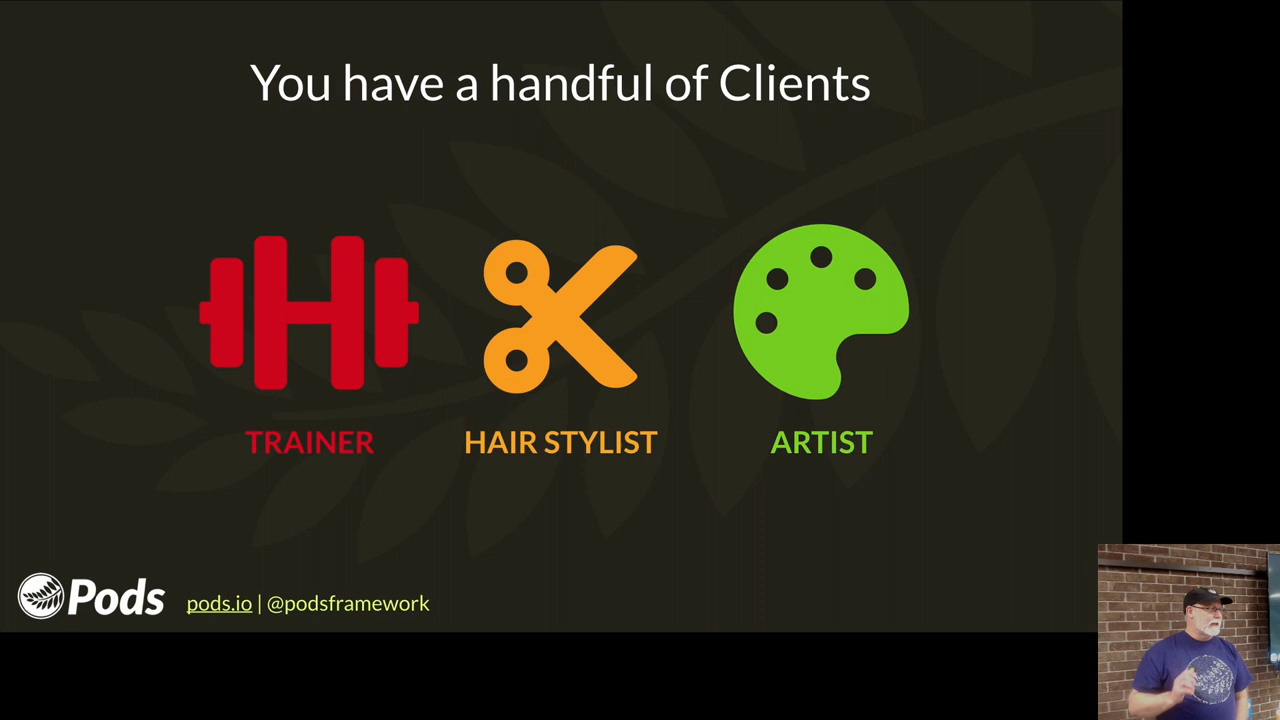 You have a handful of Clients
TRAINER
HAIR STYLIST
ARTIST
Pods
pods.io | @podsframework